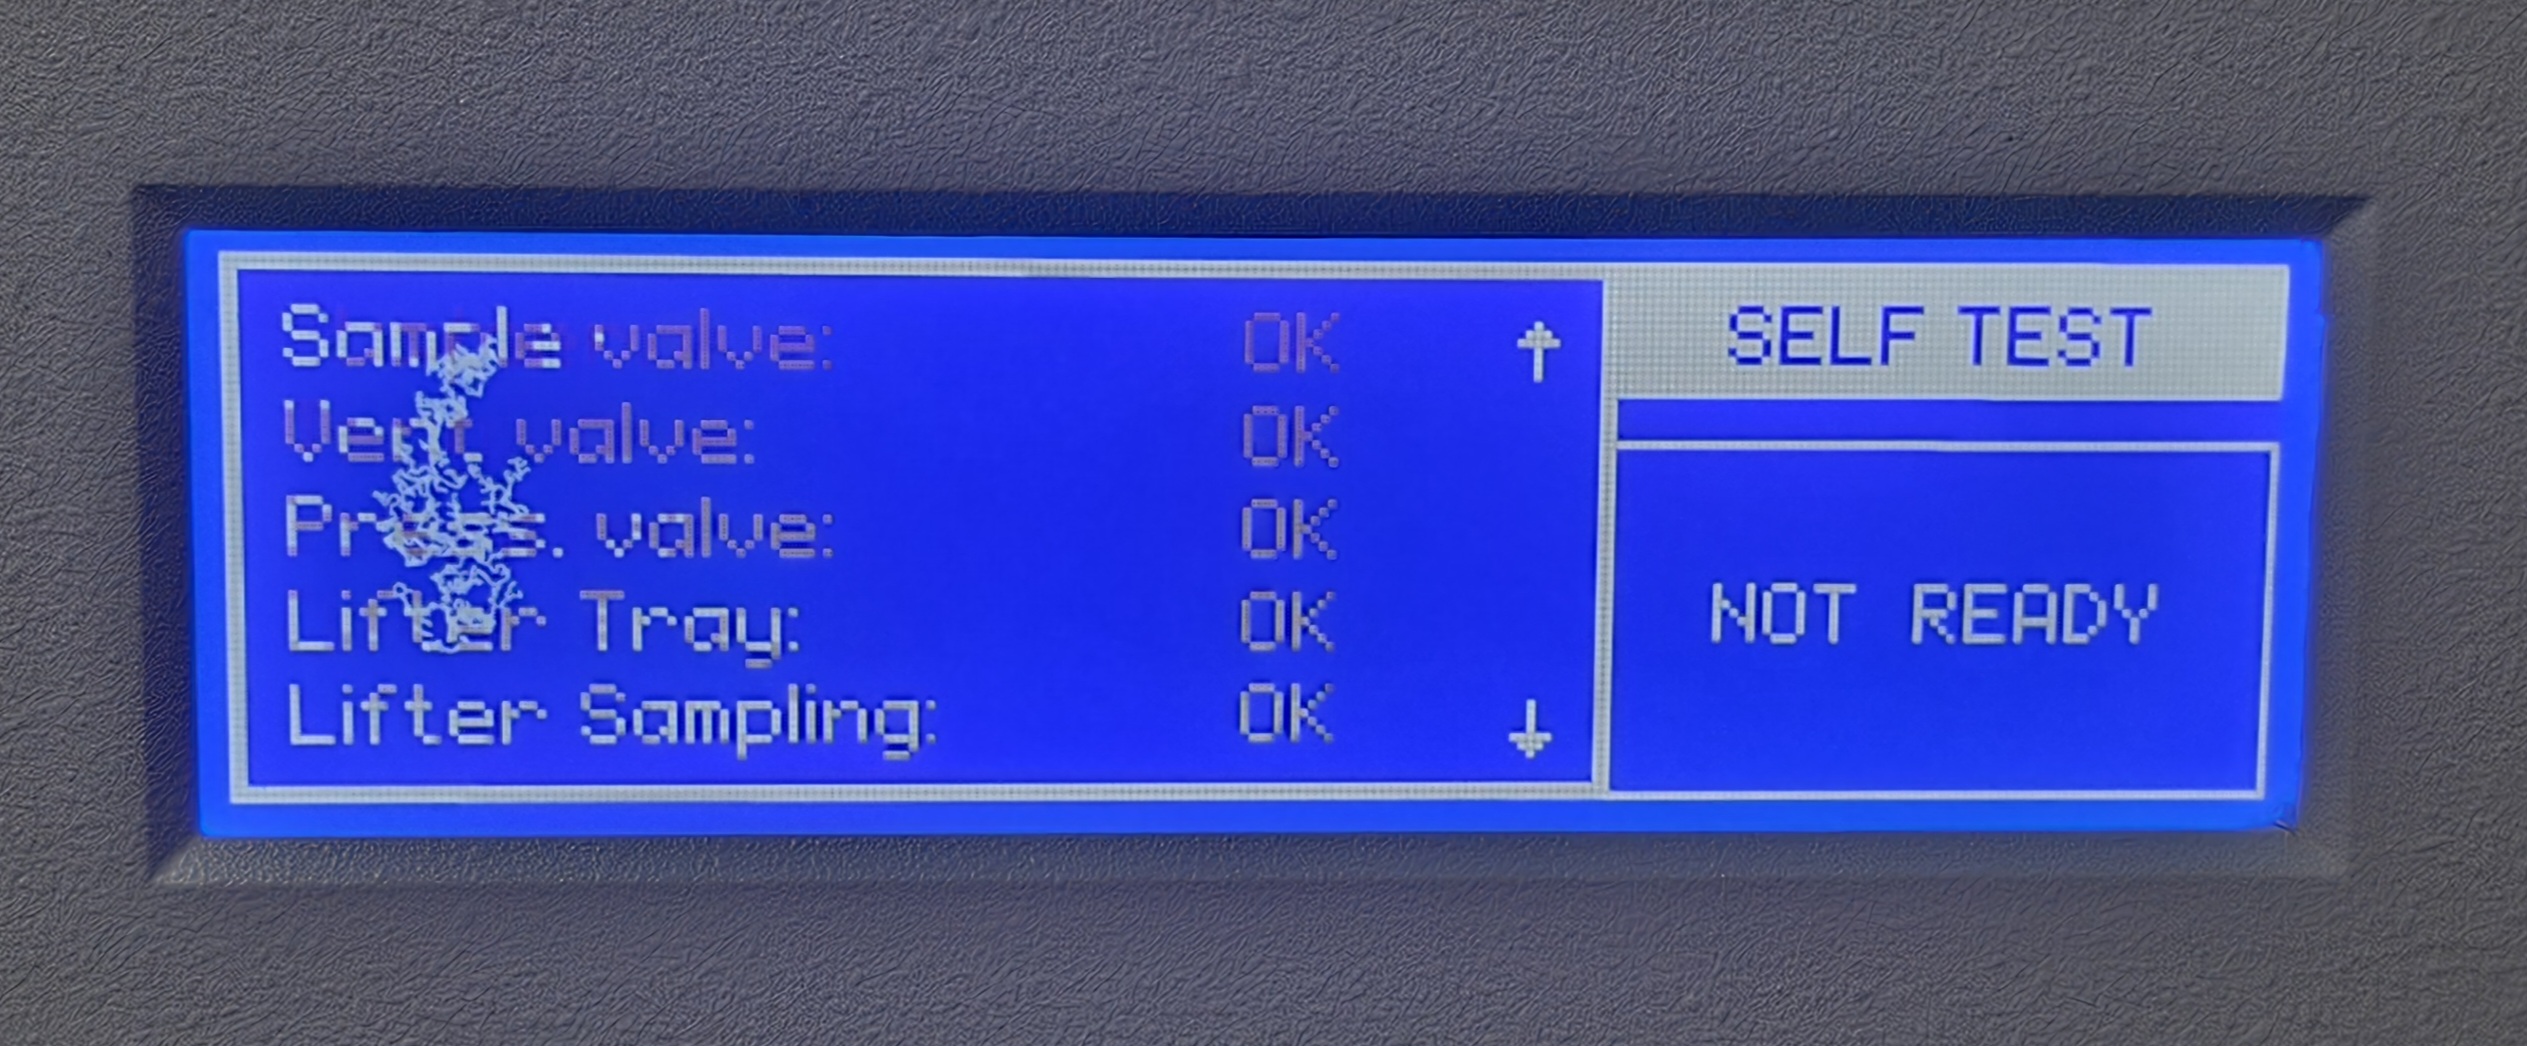 Sample valve: OK
Vent valve: OK
Press. valve: OK
Lifter Tray: OK
Lifter Sampling: OK
SELF TEST
NOT READY